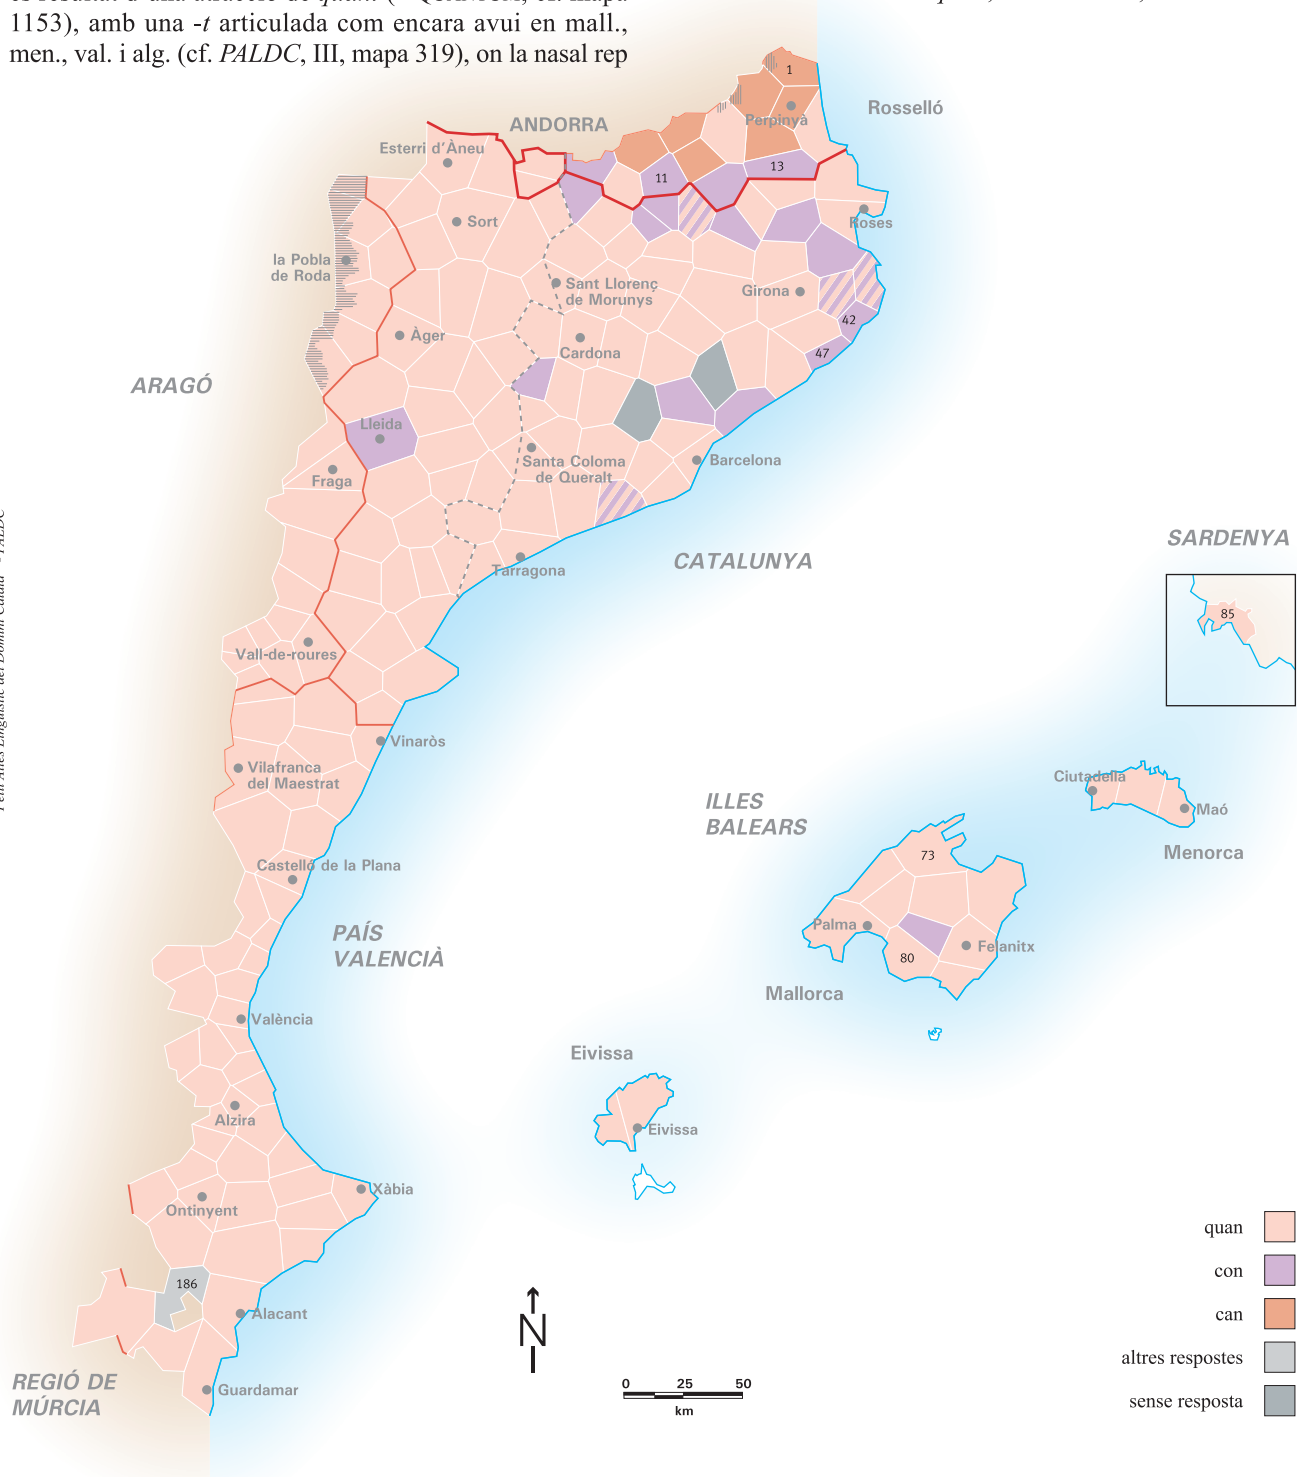 1153), amb una -t articulada com encara avui en mall.,
men., val. i alg. (cf. PALDC, III, mapa 319), on la nasal rep
1
Rosselló
Perpinyà
ANDORRA
Esterri d'Àneu
13
11
Sort
Roses
la Pobla
de Roda
Sant Llorenç
de Morunys
Girona
42
Àger
Cardona
47
ARAGÓ
Lleida
Santa Coloma
de Queralt
Barcelona
Fraga
CATALUNYA
SARDENYA
Tarragona
85
Vall-de-roures
Vinaròs
Vilafranca
del Maestrat
ILLES
BALEARS
Ciutadella
Maó
Menorca
73
Castelló de la Plana
PAÍS
VALENCIÀ
Palma
Felanitx
80
Mallorca
València
Eivissa
Alzira
Eivissa
Xàbia
Ontinyent
quan
con
186
Alacant
can
N
altres respostes
REGIÓ DE
MÚRCIA
Guardamar
0 25 50
km
sense resposta